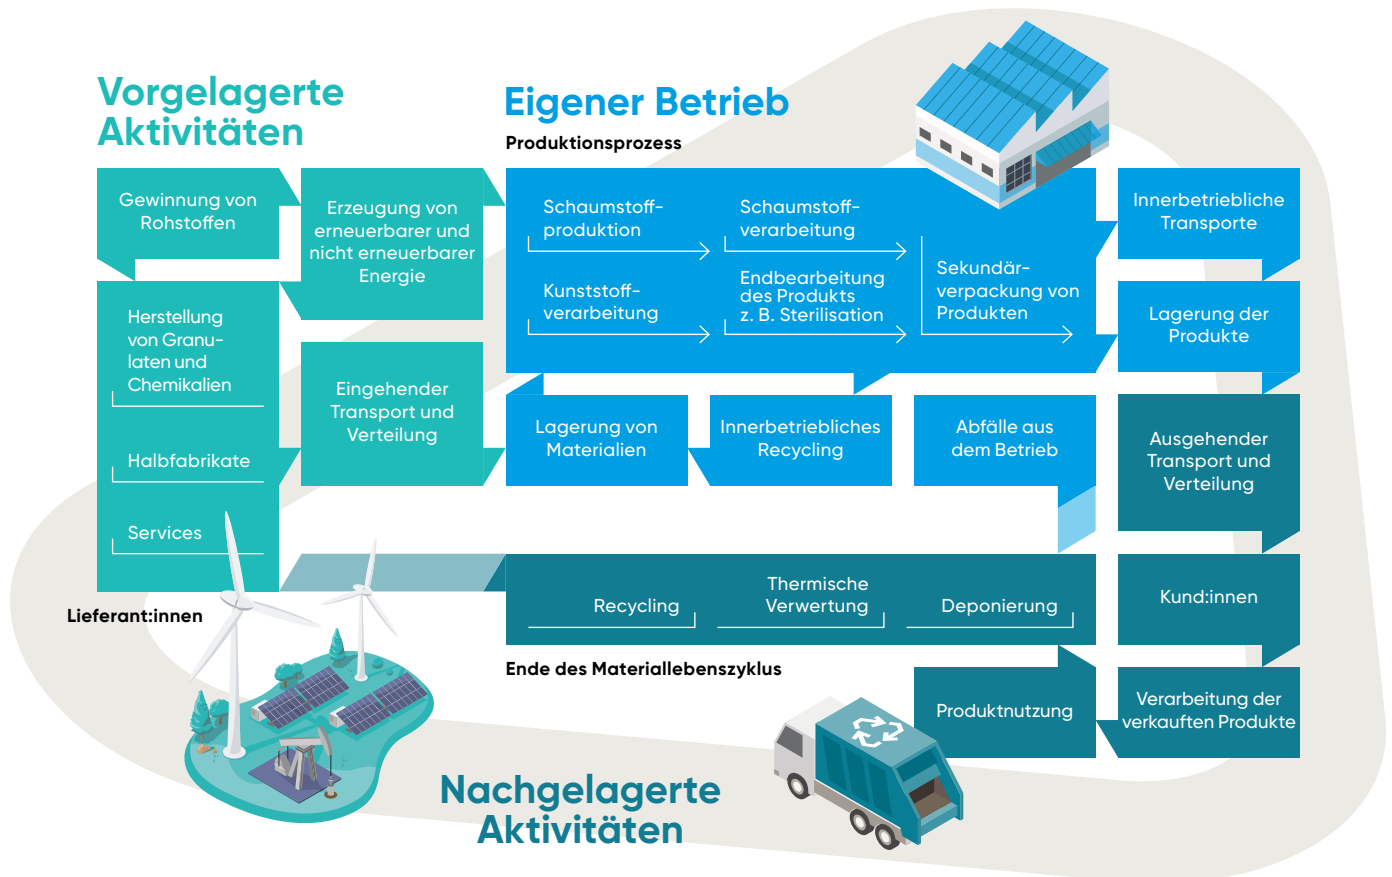 Vorgelagerte
Aktivitäten
Gewinnung von
Rohstoffen
Erzeugung von
erneuerbarer und
nicht erneuerbarer
Energie
Herstellung
von Granu-
laten und
Chemikalien
Halbfabrikate
Services
Eingehender
Transport und
Verteilung
Lieferant:innen
Eigener Betrieb
Produktionsprozess
Schaumstoff-
produktion
Schaumstoff-
verarbeitung
Kunststoff-
verarbeitung
Endbearbeitung
des Produkts
z. B. Sterilisation
Sekundär-
verpackung von
Produkten
Innerbetriebliche
Transporte
Lagerung der
Produkte
Lagerung von
Materialien
Innerbetriebliches
Recycling
Abfälle aus
dem Betrieb
Ausgehender
Transport und
Verteilung
Recycling
Thermische
Verwertung
Deponierung
Kund:innen
Ende des Materiallebenszyklus
Produktnutzung
Verarbeitung der
verkauften Produkte
Nachgelagerte
Aktivitäten